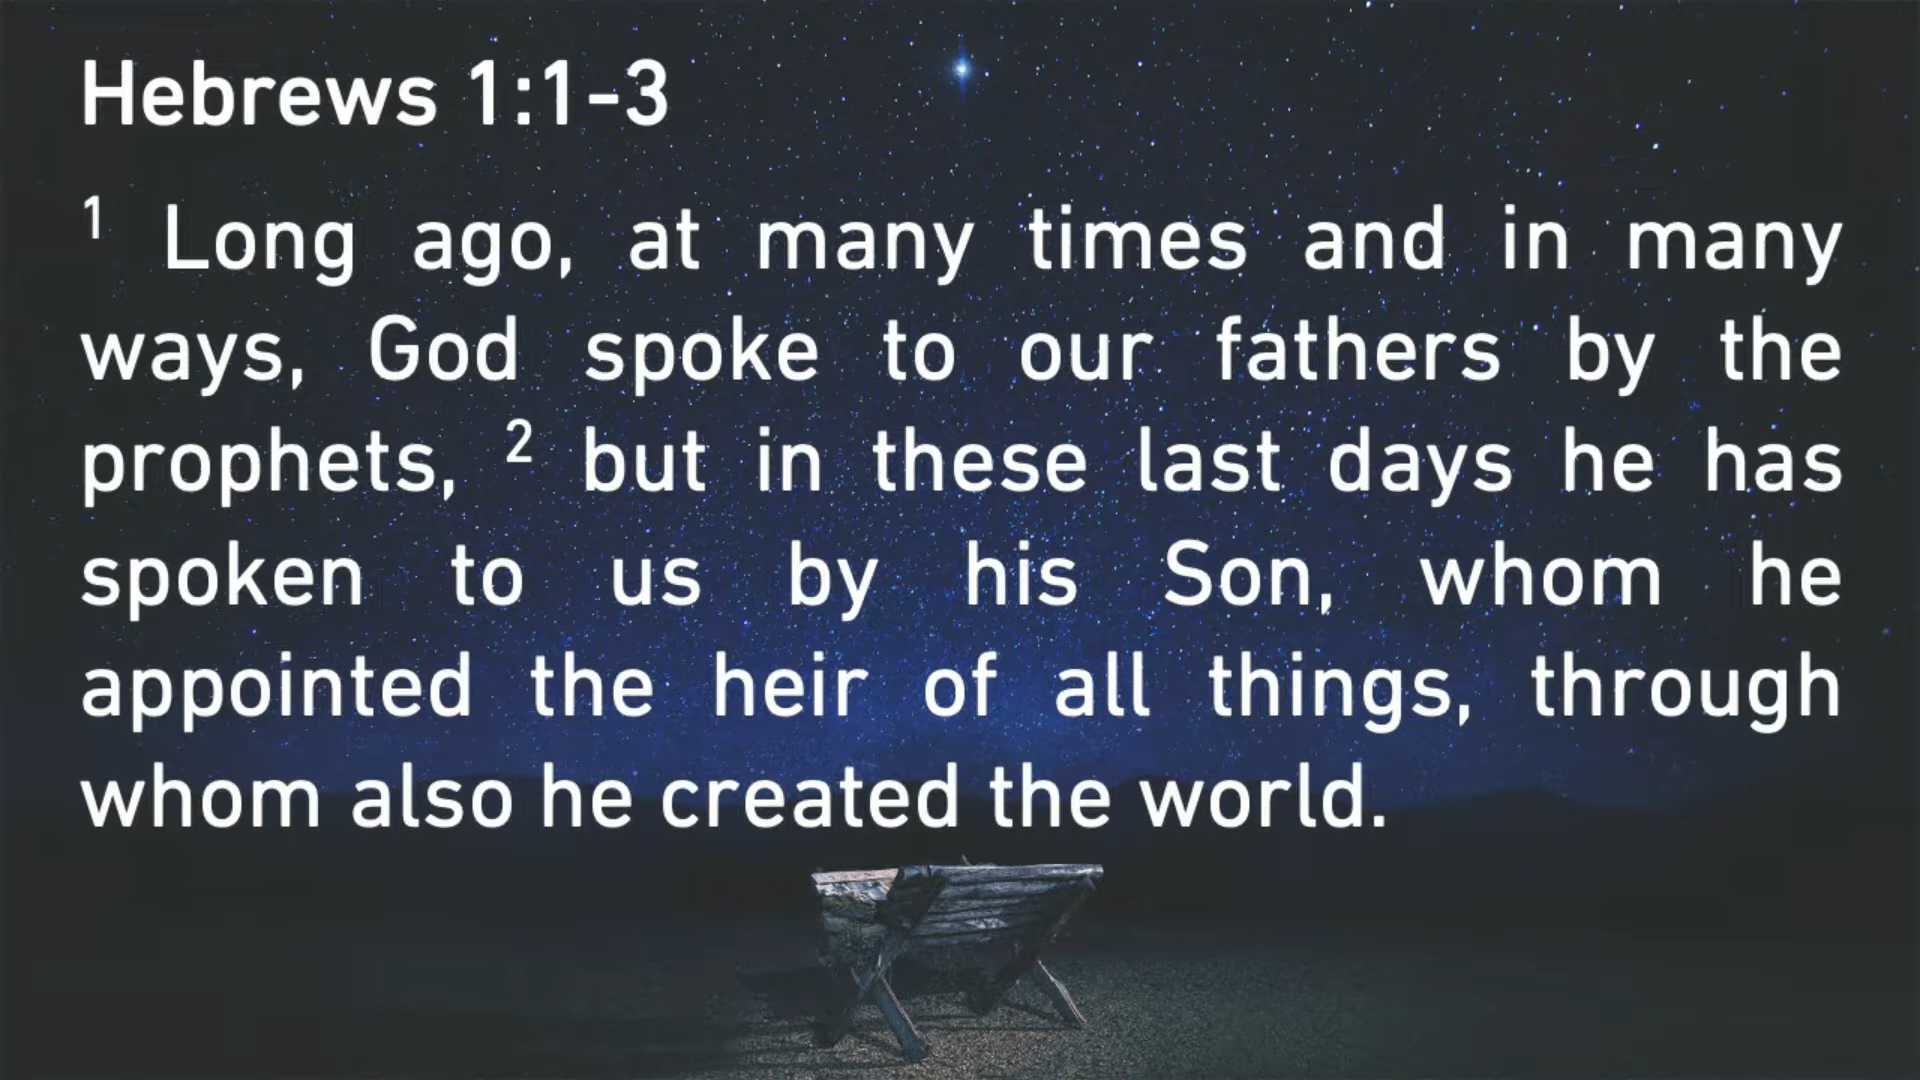 Hebrews 1:1-3
1 Long ago, at many times and in many
ways, God spoke to our fathers by the
prophets, 2 but in these last days he has
spoken to us by his Son, whom he
appointed the heir of all things, through
whom also he created the world.